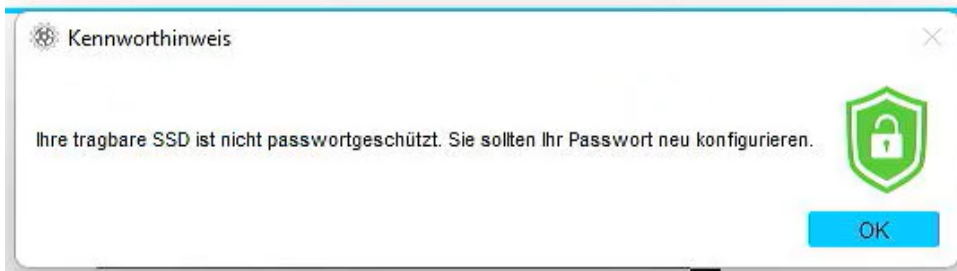 Kennworthinweis
Ihre tragbare SSD ist nicht passwortgeschützt. Sie sollten Ihr Passwort neu konfigurieren.
OK